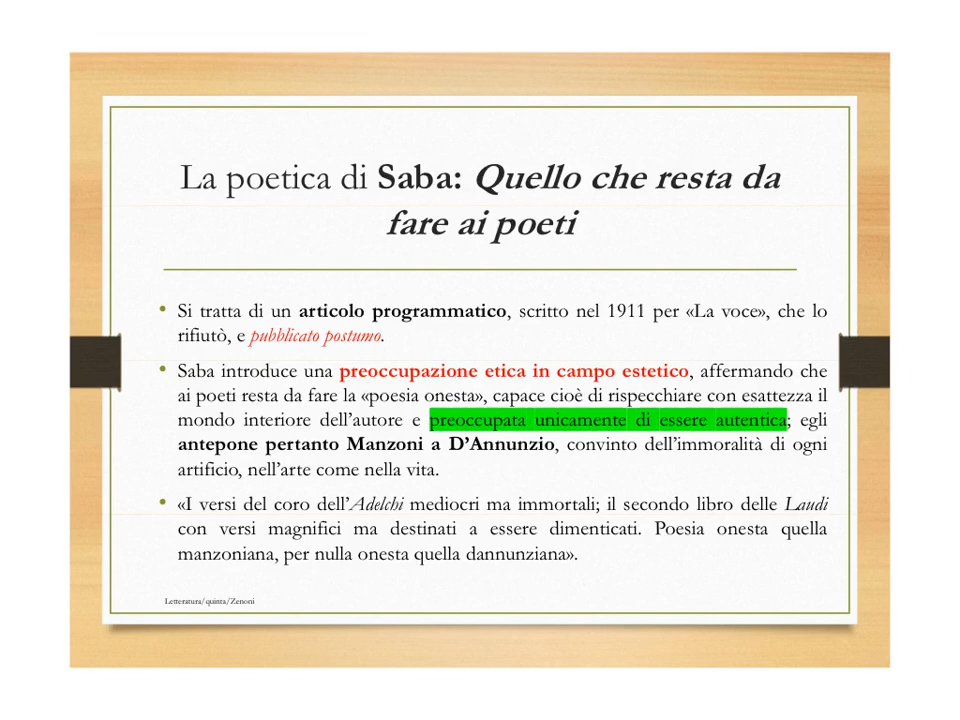 La poetica di Saba: Quello che resta da
fare ai poeti
• Si tratta di un articolo programmatico, scritto nel 1911 per «La voce», che lo
rifiutò, e pubblicato postumo.
• Saba introduce una preoccupazione etica in campo estetico, affermando che
ai poeti resta da fare la «poesia onesta», capace cioè di rispecchiare con esattezza il
mondo interiore dell’autore e preoccupata unicamente di essere autentica; egli
antepone pertanto Manzoni a D’Annunzio, convinto dell’immoralità di ogni
artificio, nell’arte come nella vita.
• «I versi del coro dell’Adelchi mediocri ma immortali; il secondo libro delle Laudi
con versi magnifici ma destinati a essere dimenticati. Poesia onesta quella
manzoniana, per nulla onesta quella dannunziana».
Letteratura/quinta/Zenoni